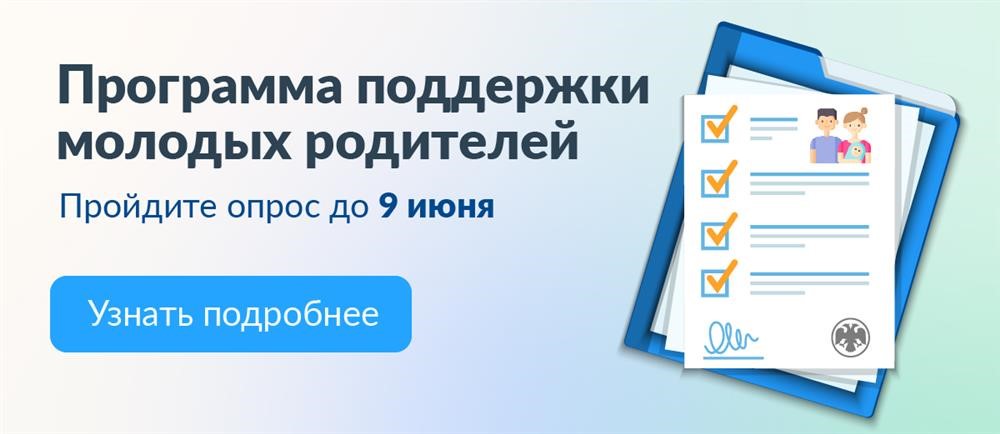 Программа поддержки
молодых родителей
Пройдите опрос до 9 июня
Узнать подробнее